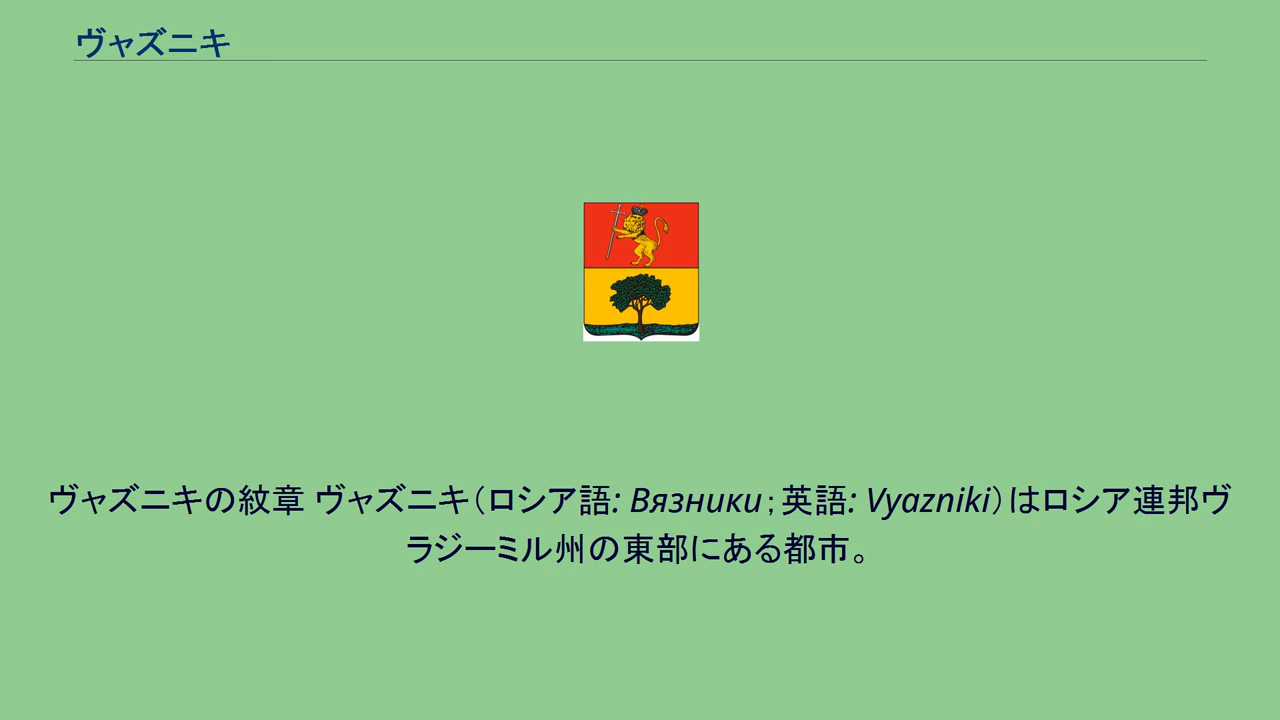 ヴャズニキ
ヴャズニキの紋章 ヴャズニキ（ロシア語: Вязники；英語: Vyazniki）はロシア連邦ヴ
ラジーミル州の東部にある都市。